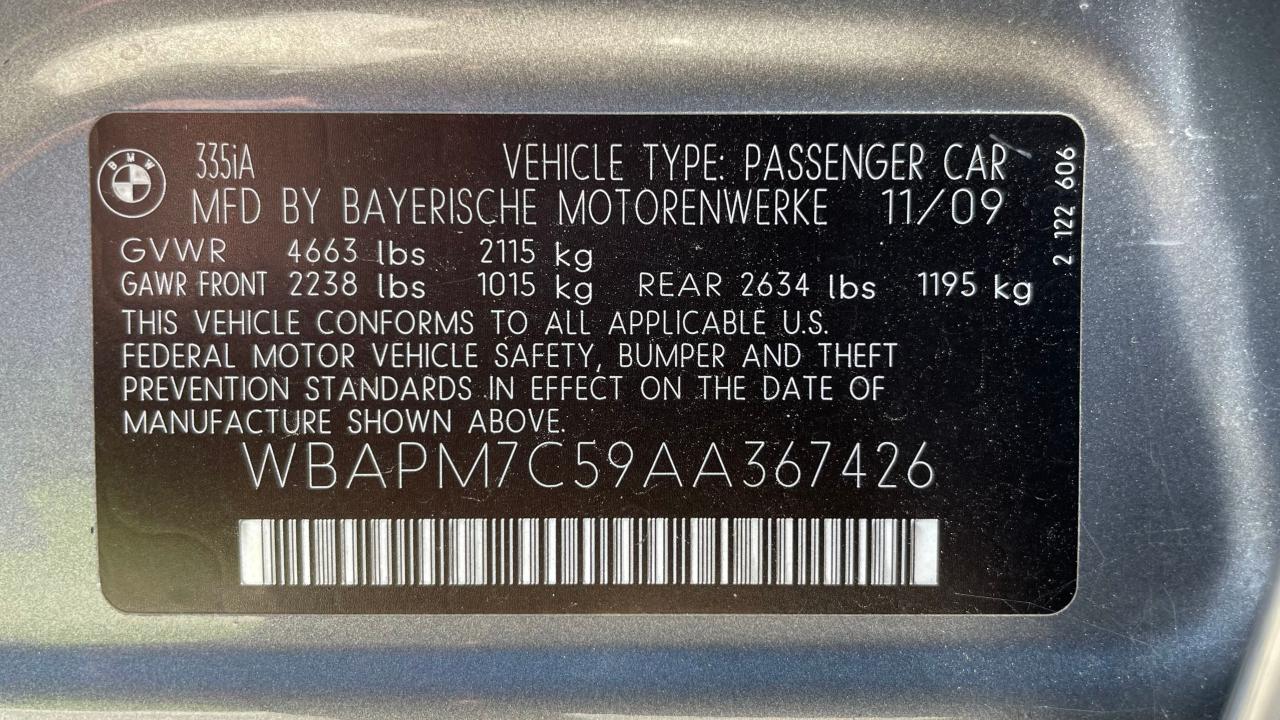 BMW
335iA VEHICLE TYPE: PASSENGER CAR
MFD BY BAYERISCHE MOTORENWERKE 11/09
GVWR 4663 lbs 2115 kg
GAWR FRONT 2238 lbs 1015 kg REAR 2634 lbs 1195 kg
THIS VEHICLE CONFORMS TO ALL APPLICABLE U.S.
FEDERAL MOTOR VEHICLE SAFETY, BUMPER AND THEFT
PREVENTION STANDARDS IN EFFECT ON THE DATE OF
MANUFACTURE SHOWN ABOVE.
WBAPM7C59AA367426
2 122 606